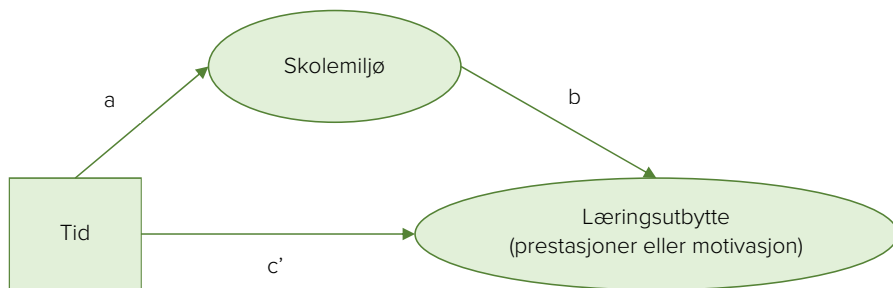 Skolemiljø
a
b
Tid
Læringsutbytte
(prestasjoner eller motivasjon)
c’